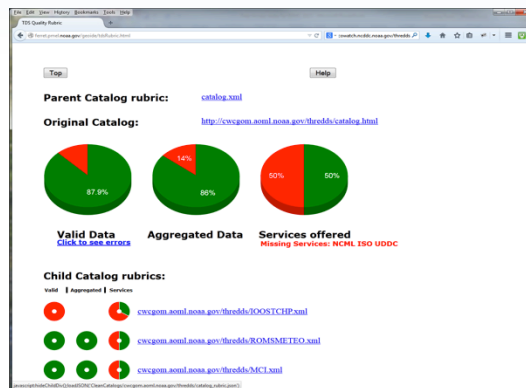 File Edit View History Bookmarks Tools Help
TDS Quality Rubric
Top
Help
Parent Catalog rubric: catalog.xml
Original Catalog: http://cwcgom.aoml.noaa.gov/thredds/catalog.html
87.9%
14%
86%
50%
50%
Valid Data
Aggregated Data
Services offered
Click to see errors
Missing Services: NCML ISO UDDC
Child Catalog rubrics:
Valid | Aggregated | Services
cwcgom.aoml.noaa.gov/thredds/IOOSTCHP.xml
cwcgom.aoml.noaa.gov/thredds/ROMSMETEO.xml
cwcgom.aoml.noaa.gov/thredds/MCI.xml